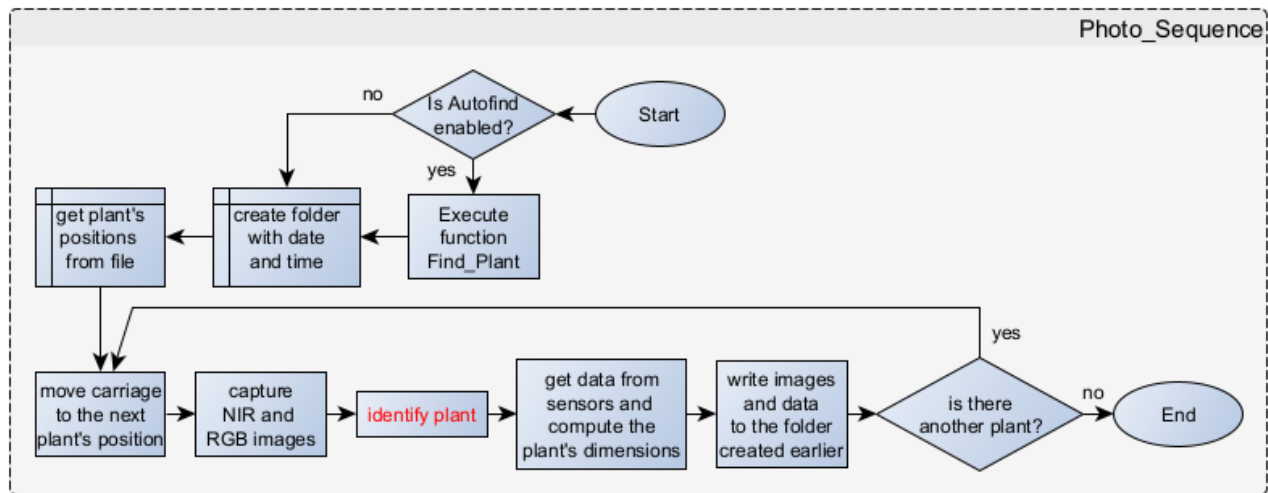 Photo_Sequence
Start
Is Autofind
enabled?
no
yes
Execute
function
Find_Plant
create folder
with date
and time
get plant's
positions
from file
move carriage
to the next
plant's position
capture
NIR and
RGB images
identify plant
get data from
sensors and
compute the
plant's dimensions
write images
and data
to the folder
created earlier
is there
another plant?
yes
no
End